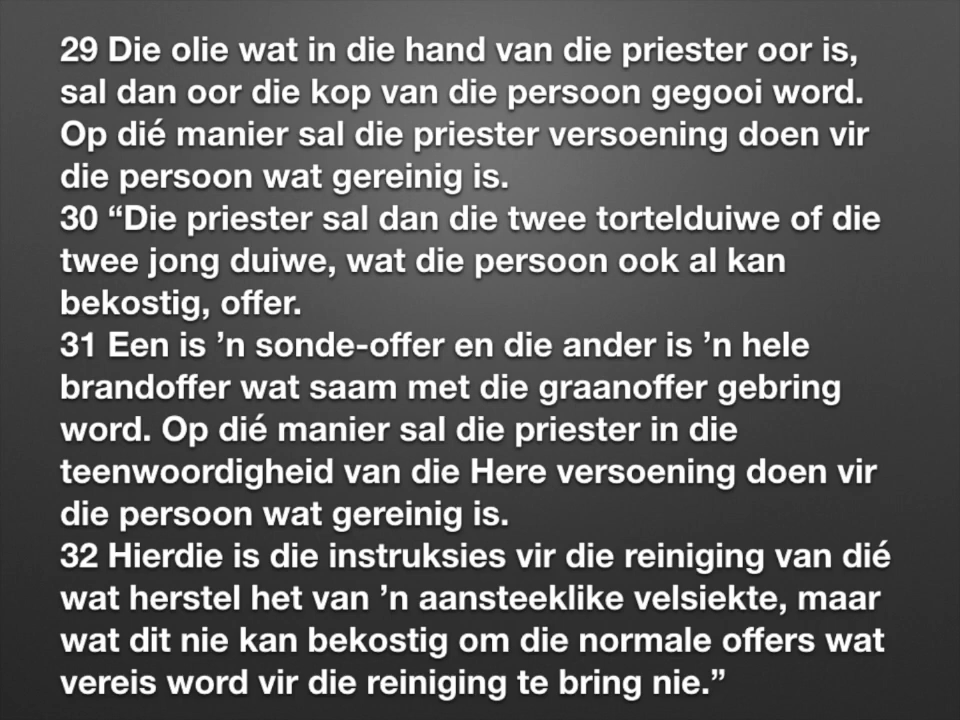 29 Die olie wat in die hand van die priester oor is,
sal dan oor die kop van die persoon gegooi word.
Op dié manier sal die priester versoening doen vir
die persoon wat gereinig is.
30 “Die priester sal dan die twee tortelduiwe of die
twee jong duiwe, wat die persoon ook al kan
bekostig, offer.
31 Een is ’n sonde-offer en die ander is ’n hele
brandoffer wat saam met die graanoffer gebring
word. Op dié manier sal die priester in die
teenwoordigheid van die Here versoening doen vir
die persoon wat gereinig is.
32 Hierdie is die instruksies vir die reiniging van dié
wat herstel het van ’n aansteeklike velsiekte, maar
wat dit nie kan bekostig om die normale offers wat
vereis word vir die reiniging te bring nie.”